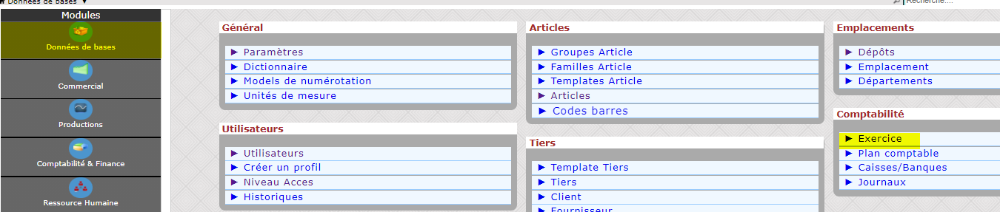 Données de bases ▼
Recherche....
Modules
Données de bases
Commercial
Productions
Comptabilité & Finance
Ressource Humaine
Général
► Paramètres
► Dictionnaire
► Models de numérotation
► Unités de mesure
Utilisateurs
► Utilisateurs
► Créer un profil
► Niveau Acces
► Historiques
Articles
► Groupes Article
► Familles Article
► Templates Article
► Articles
► Codes barres
Tiers
► Template Tiers
► Tiers
► Client
► Fournisseur
Emplacements
► Dépôts
► Emplacement
► Départements
Comptabilité
► Exercice
► Plan comptable
► Caisses/Banques
► Journaux